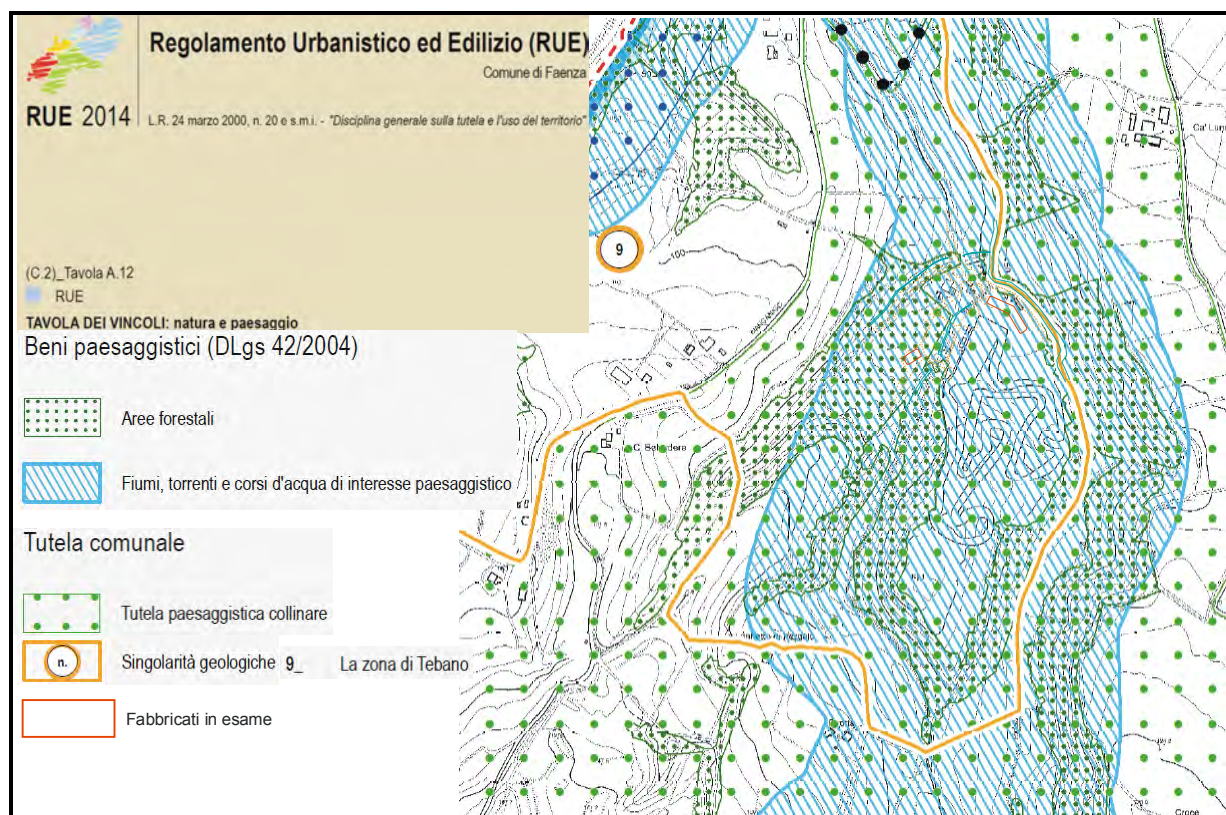 Regolamento Urbanistico ed Edilizio (RUE)
Comune di Faenza
RUE 2014
L.R. 24 marzo 2000, n. 20 e s.m.i. - "Disciplina generale sulla tutela e l'uso del territorio"
(C.2)_Tavola A.12
RUE
TAVOLA DEI VINCOLI: natura e paesaggio
Beni paesaggistici (DLgs 42/2004)
Aree forestali
Fiumi, torrenti e corsi d'acqua di interesse paesaggistico
Tutela comunale
Tutela paesaggistica collinare
n.
Singolarità geologiche 9_ La zona di Tebano
Fabbricati in esame
9
100
Ca' Lun
C. Belvedere
Croce